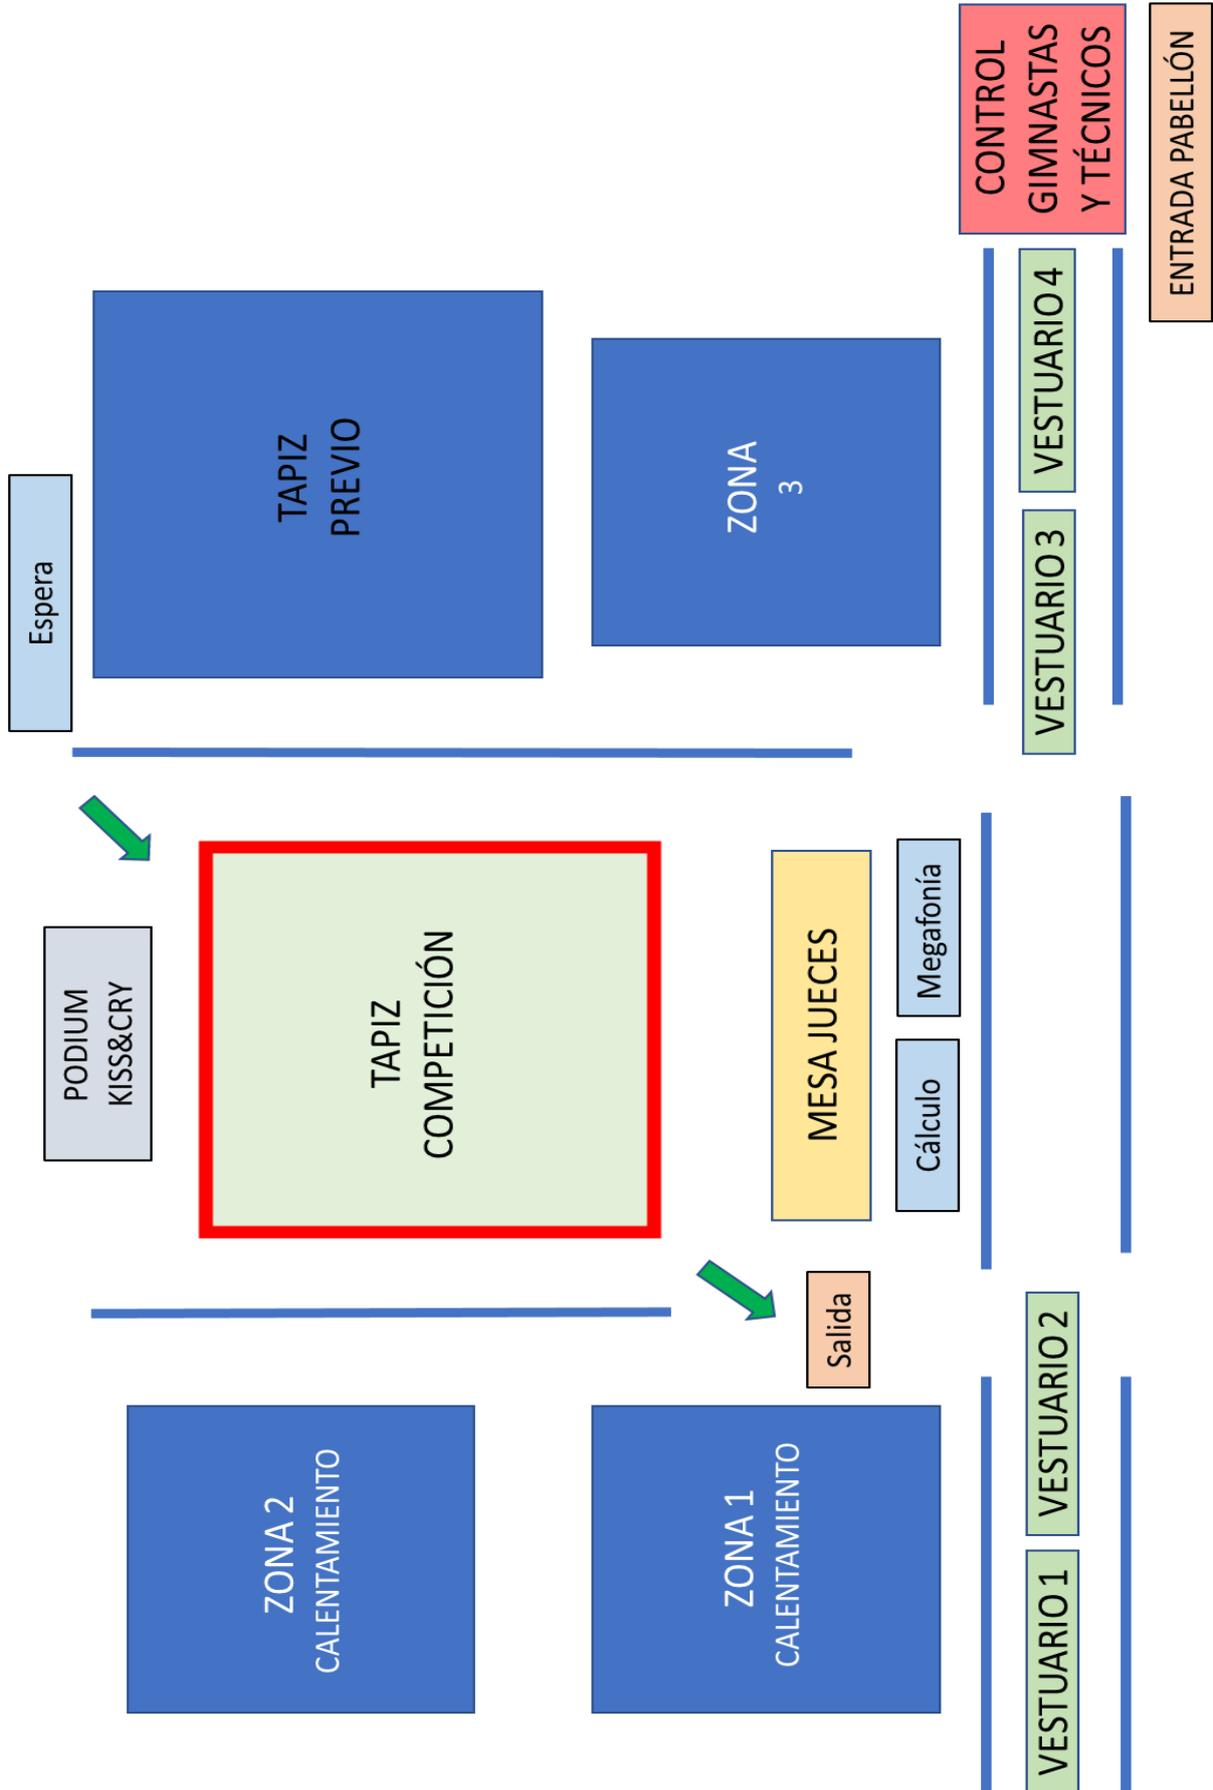 PODIUM
KISS&CRY
Espera
ZONA 2
CALENTAMIENTO
TAPIZ
COMPETICIÓN
TAPIZ
PREVIO
ZONA 1
CALENTAMIENTO
Salida
MESA JUECES
Cálculo
Megafonía
ZONA
3
VESTUARIO 1
VESTUARIO 2
VESTUARIO 3
VESTUARIO 4
CONTROL
GIMNASTAS
Y TÉCNICOS
ENTRADA PABELLÓN